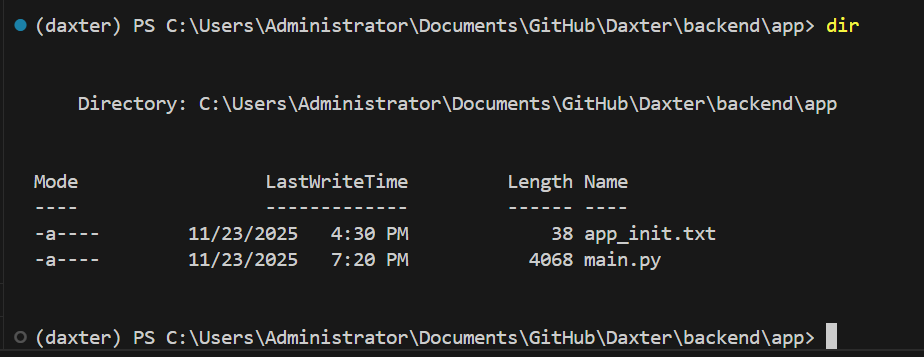 (daxter) PS C:\Users\Administrator\Documents\GitHub\Daxter\backend\app> dir
Directory: C:\Users\Administrator\Documents\GitHub\Daxter\backend\app
Mode                 LastWriteTime         Length Name
----                 -------------         ------ ----
-a----        11/23/2025   4:30 PM             38 app_init.txt
-a----        11/23/2025   7:20 PM           4068 main.py
(daxter) PS C:\Users\Administrator\Documents\GitHub\Daxter\backend\app>